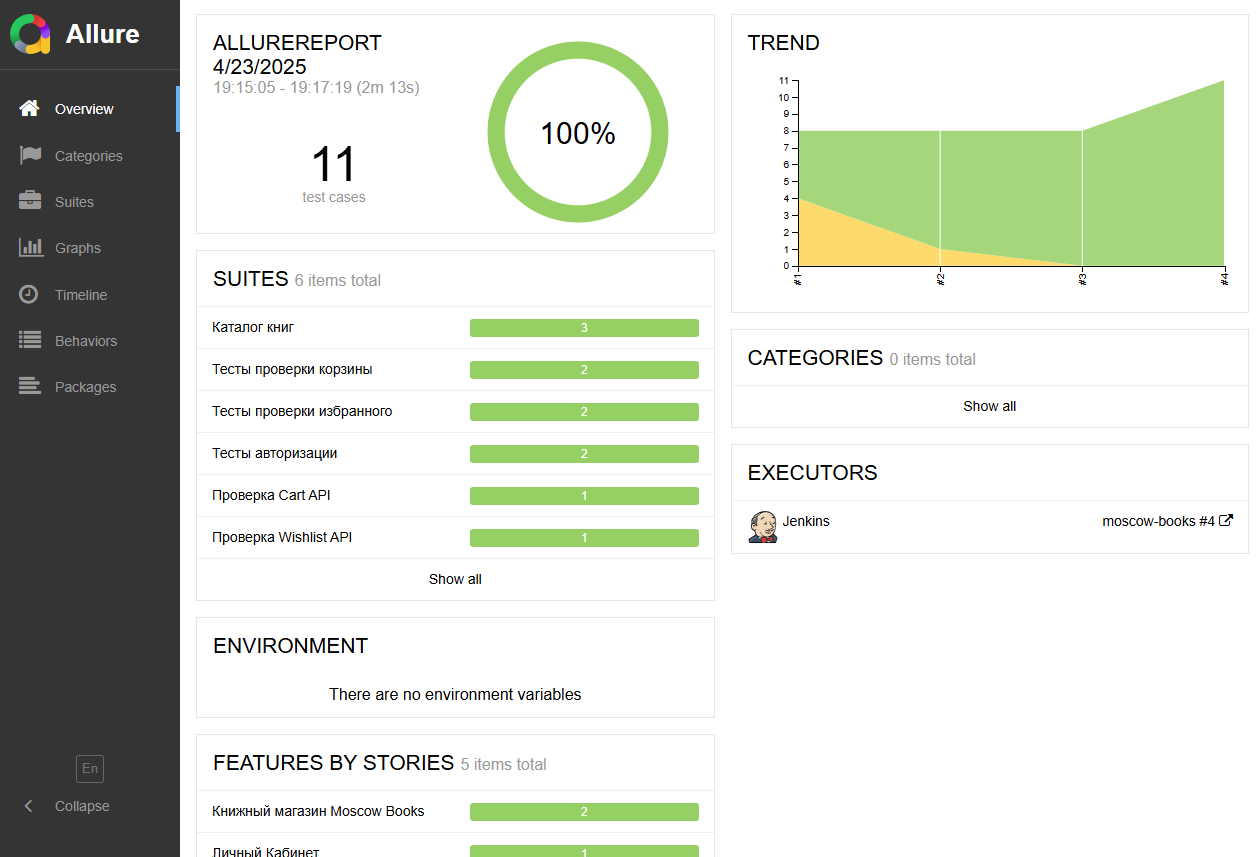 Allure
Overview
Categories
Suites
Graphs
Timeline
Behaviors
Packages
En
Collapse
ALLUREREPORT
4/23/2025
19:15:05 - 19:17:19 (2m 13s)
11
test cases
100%
SUITES 6 items total
Каталог книг 3
Тесты проверки корзины 2
Тесты проверки избранного 2
Тесты авторизации 2
Проверка Cart API 1
Проверка Wishlist API 1
Show all
ENVIRONMENT
There are no environment variables
FEATURES BY STORIES 5 items total
Книжный магазин Moscow Books 2
Личный Кабинет 1
TREND
11
10
9
8
7
6
5
4
3
2
1
0
#1
#2
#3
#4
CATEGORIES 0 items total
Show all
EXECUTORS
Jenkins moscow-books #4